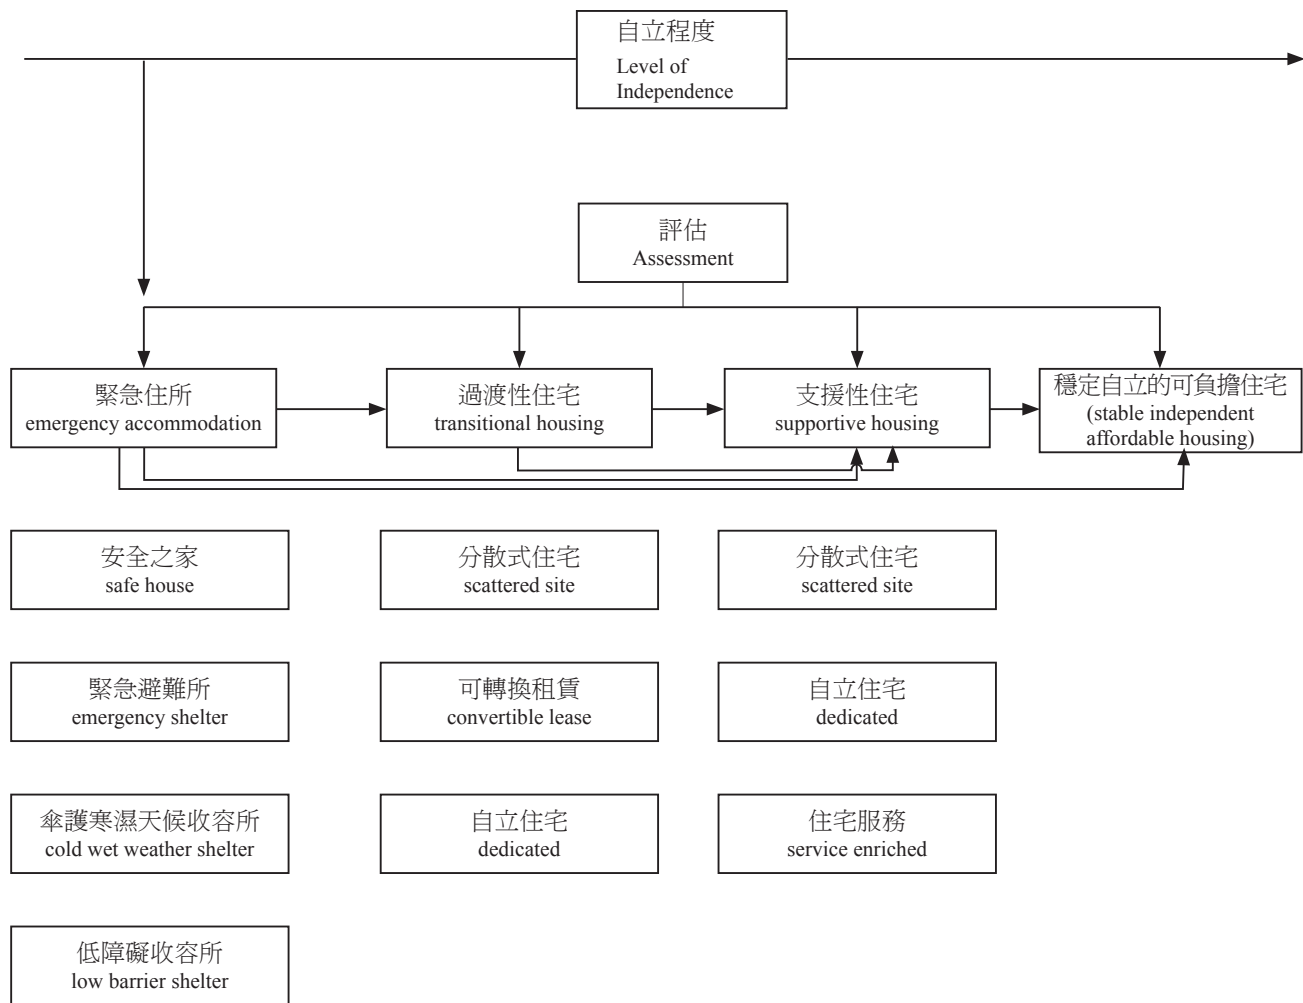 自立程度
Level of
Independence
評估
Assessment
緊急住所
emergency accommodation
過渡性住宅
transitional housing
支援性住宅
supportive housing
穩定自立的可負擔住宅
(stable independent
affordable housing)
安全之家
safe house
分散式住宅
scattered site
分散式住宅
scattered site
緊急避難所
emergency shelter
可轉換租賃
convertible lease
自立住宅
dedicated
傘護寒濕天候收容所
cold wet weather shelter
自立住宅
dedicated
住宅服務
service enriched
低障礙收容所
low barrier shelter